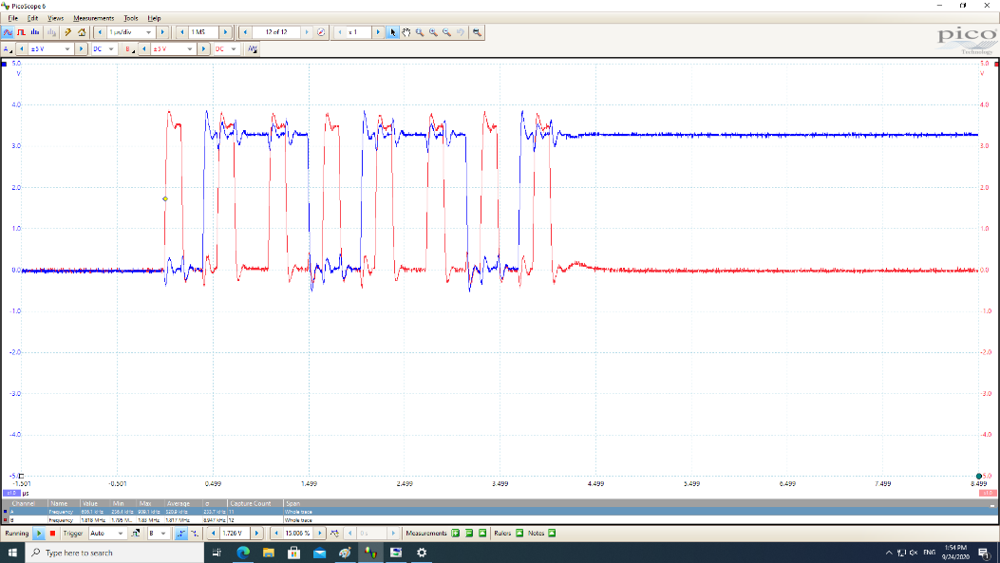 PicoScope 6
File Edit Views Measurements Tools Help
1 µs/div 1 MS 12 of 12 x 1
A ±5 V DC B ±5 V DC
pico
Technology
5.0 5.0
V V
4.0 4.0
3.0 3.0
2.0 2.0
1.0 1.0
0.0 0.0
-1.0 -1.0
-2.0 -2.0
-3.0 -3.0
-4.0 -4.0
-5.0 -5.0
-1.501 -0.501 0.499 1.499 2.499 3.499 4.499 5.499 6.499 7.499 8.499
x1.0 µs x1.0
Channel Name Value Min Max Average σ Capture Count Span
A Frequency 606.1 kHz 909.1 kHz 520.9 kHz 233.7 kHz 11 Whole trace
B Frequency 1.818 MHz 1.795 M... 1.83 MHz 1.817 MHz 8.947 kHz 12 Whole trace
Running Trigger Auto B 1.726 V 15.006 % 0 s Measurements Rulers Notes
Type here to search
ENG
1:54 PM
9/24/2020
1